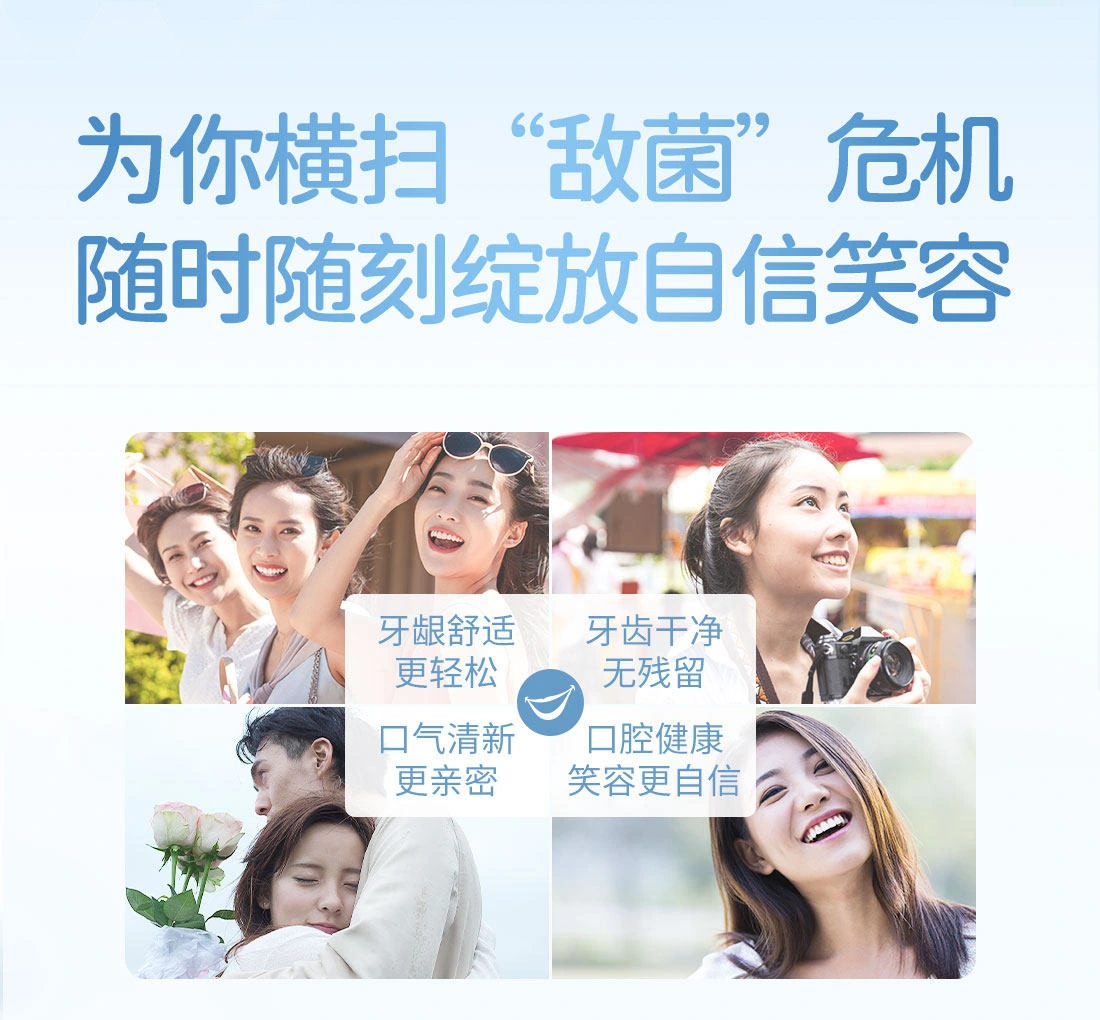 为你横扫“敌菌”危机
随时随刻绽放自信笑容
牙龈舒适
更轻松
牙齿干净
无残留
口气清新
更亲密
口腔健康
笑容更自信